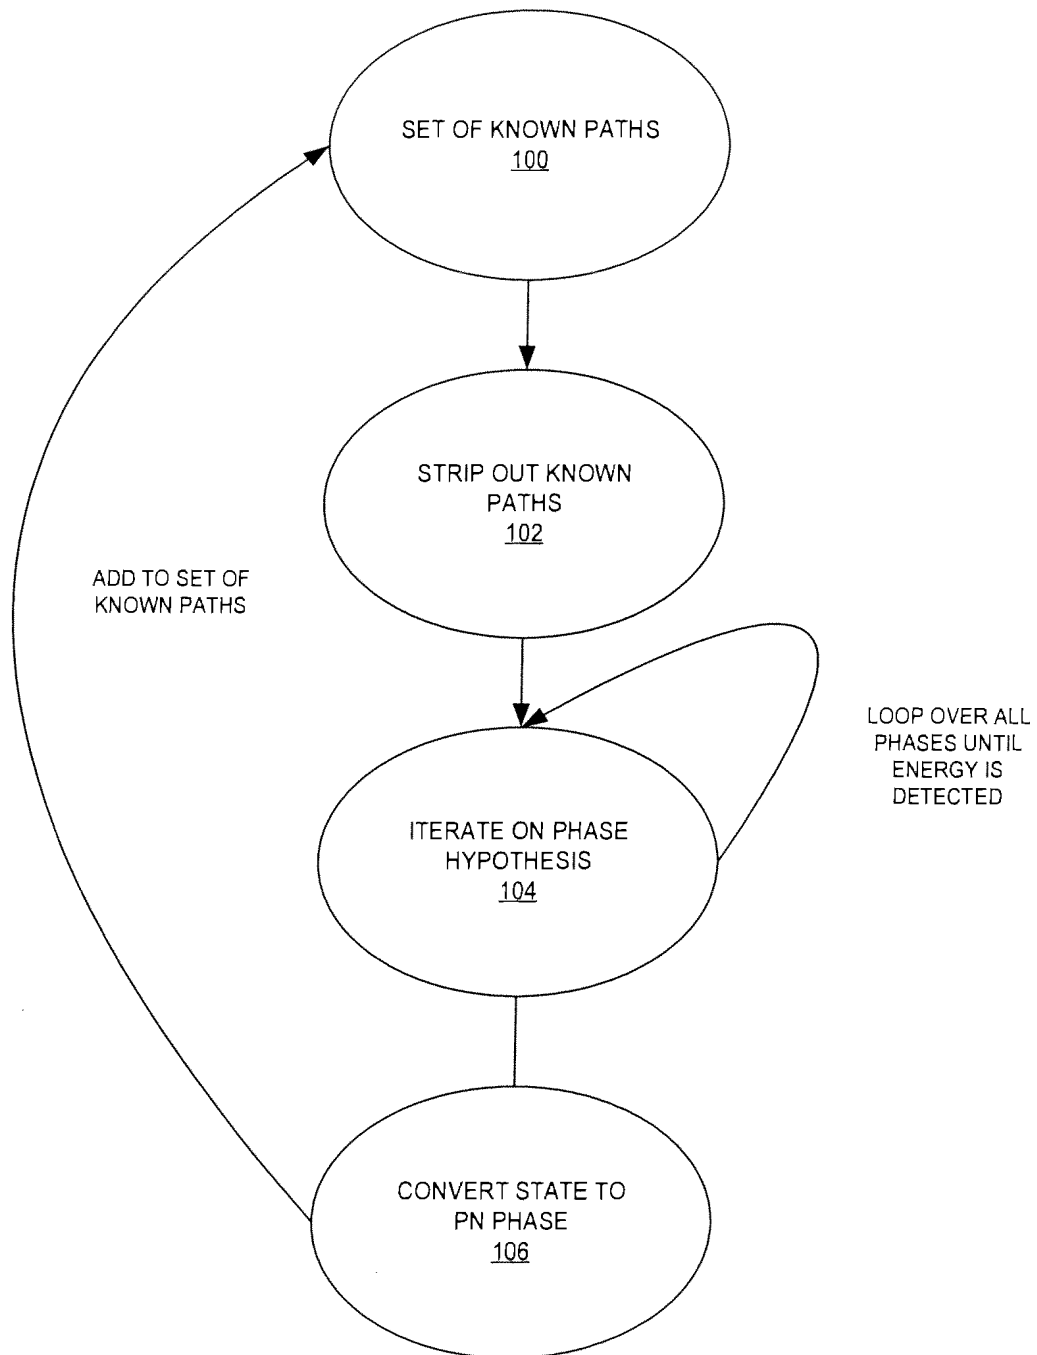 SET OF KNOWN PATHS
100
STRIP OUT KNOWN
PATHS
102
ADD TO SET OF
KNOWN PATHS
LOOP OVER ALL
PHASES UNTIL
ENERGY IS
DETECTED
ITERATE ON PHASE
HYPOTHESIS
104
CONVERT STATE TO
PN PHASE
106